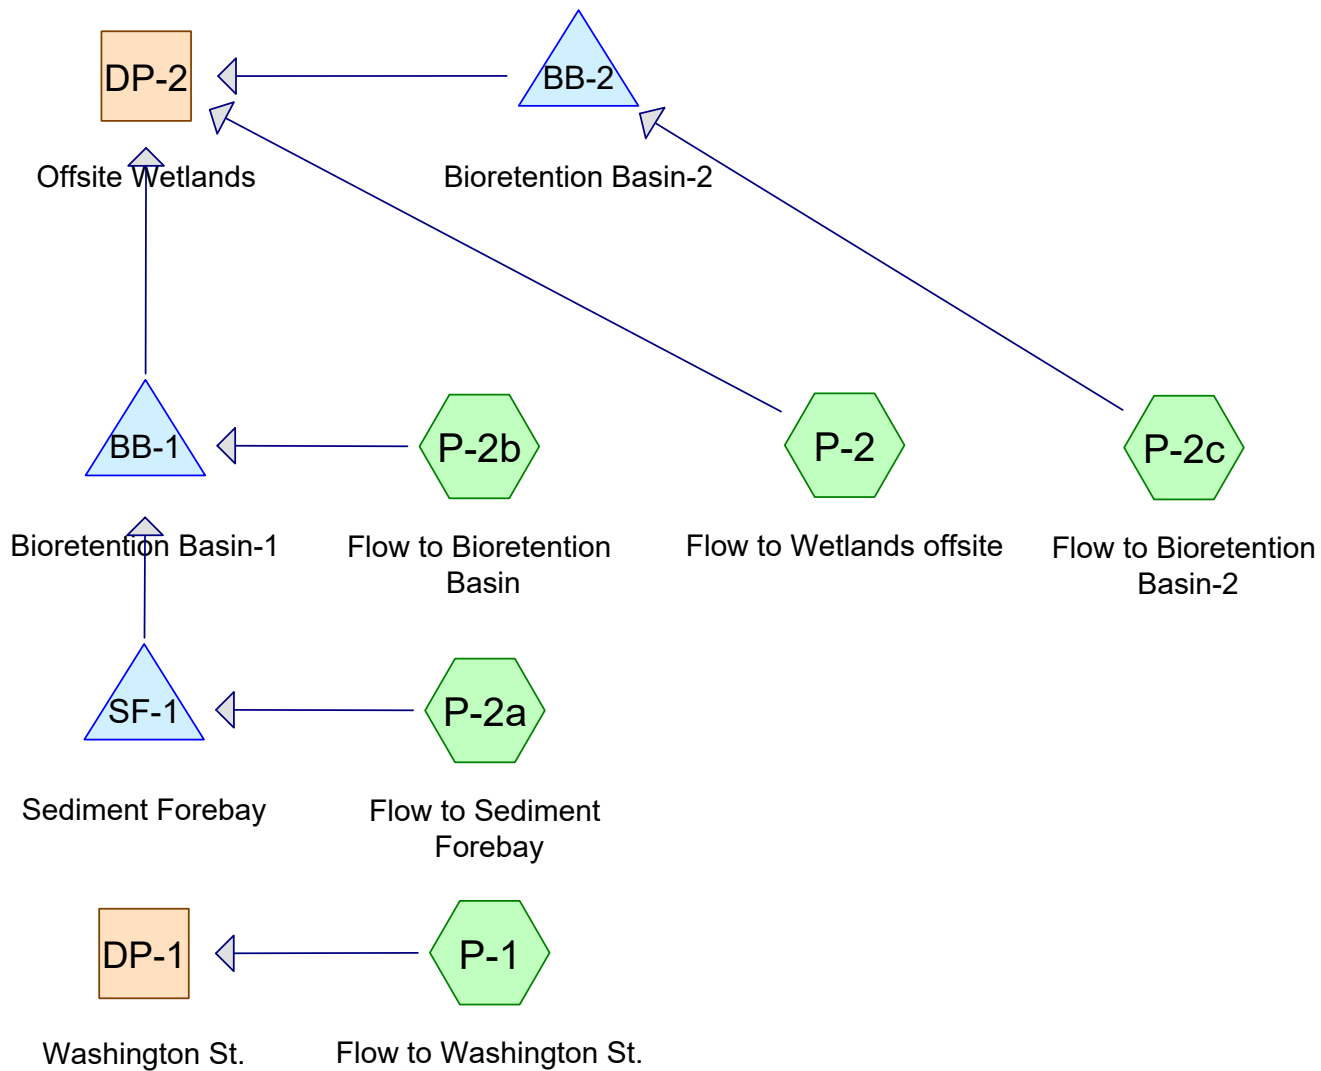 DP-2
BB-2
Offsite Wetlands
Bioretention Basin-2
BB-1
P-2b
P-2
P-2c
Bioretention Basin-1
Flow to Bioretention
Basin
Flow to Wetlands offsite
Flow to Bioretention
Basin-2
SF-1
P-2a
Sediment Forebay
Flow to Sediment
Forebay
DP-1
P-1
Washington St.
Flow to Washington St.